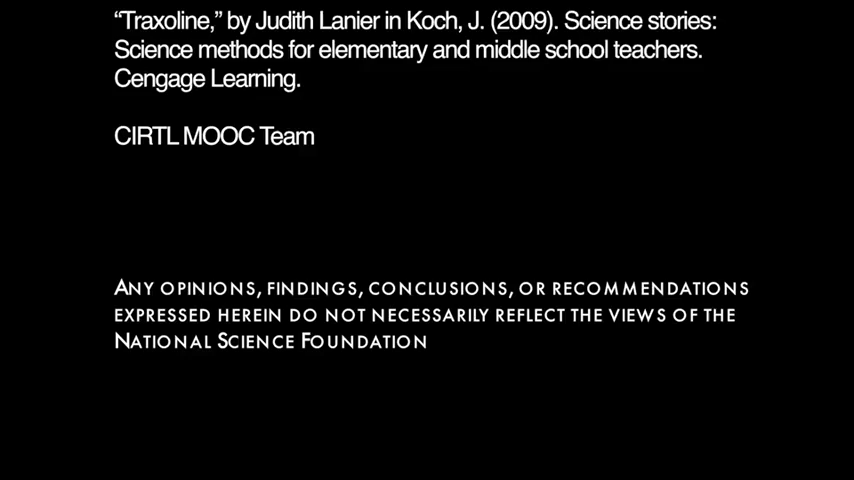 “Traxoline,” by Judith Lanier in Koch, J. (2009). Science stories:
Science methods for elementary and middle school teachers.
Cengage Learning.
CIRTL MOOC Team
ANY OPINIONS, FINDINGS, CONCLUSIONS, OR RECOMMENDATIONS
EXPRESSED HEREIN DO NOT NECESSARILY REFLECT THE VIEWS OF THE
NATIONAL SCIENCE FOUNDATION